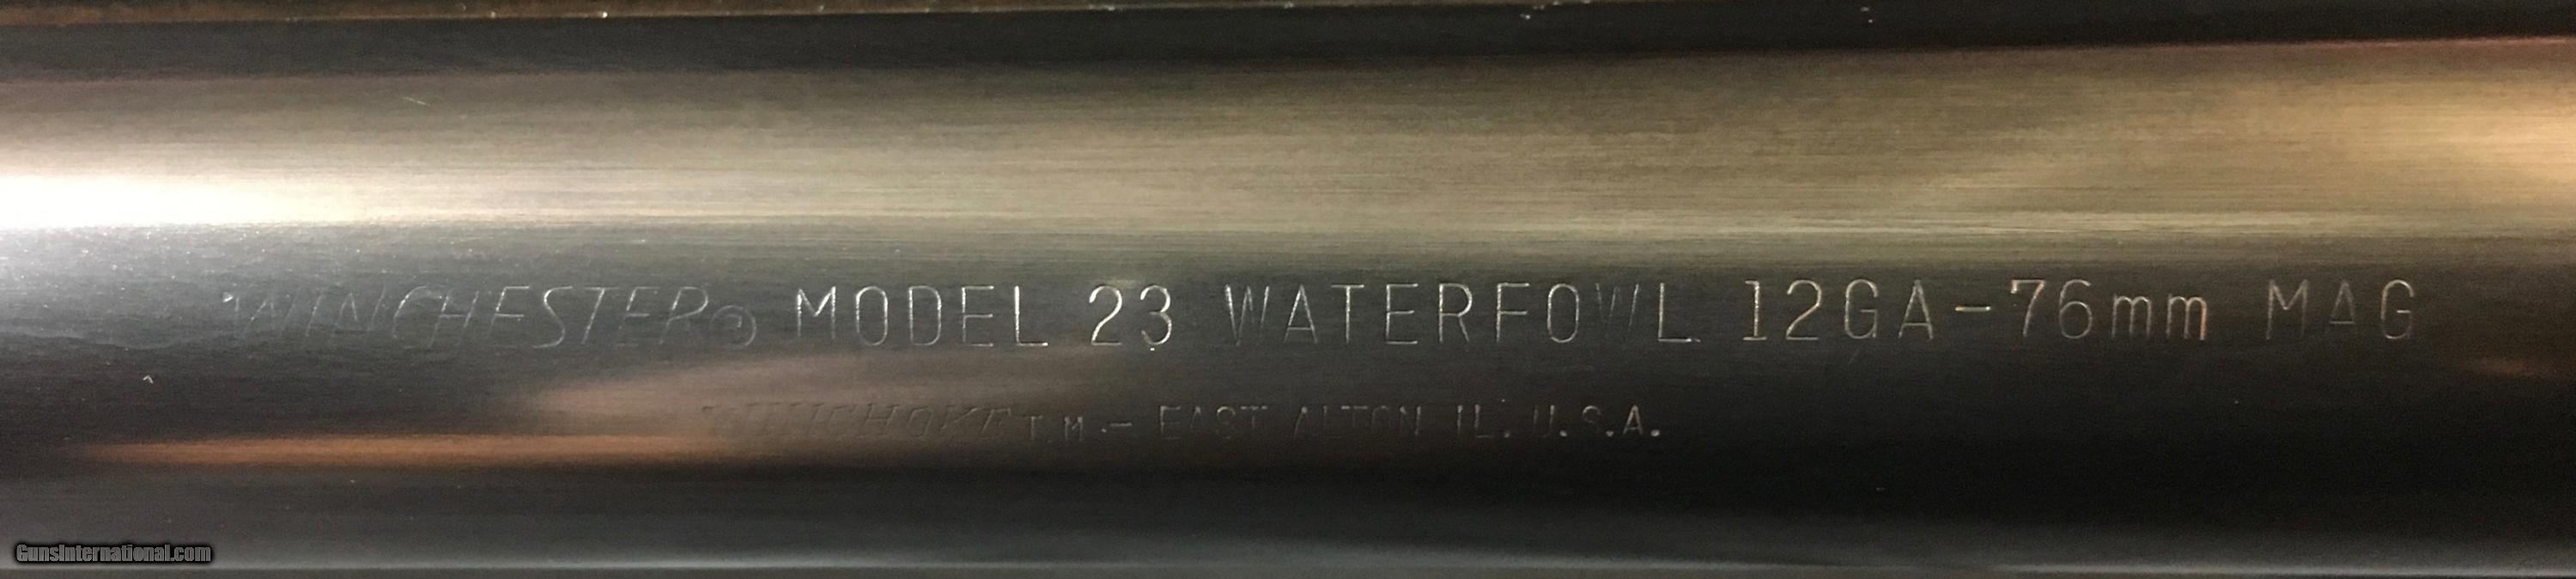 WINCHESTER® MODEL 23 WATERFOWL 12GA-76mm MAG
WINCHOKE T.M.- EAST ALTON IL. U.S.A.
GunsInternational.com